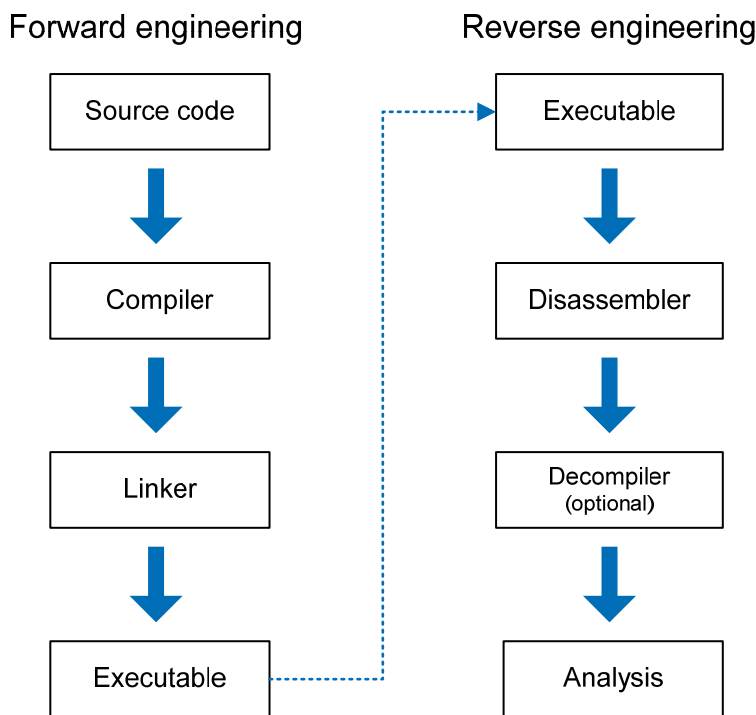 Forward engineering
Source code
Compiler
Linker
Executable
Reverse engineering
Executable
Disassembler
Decompiler
(optional)
Analysis